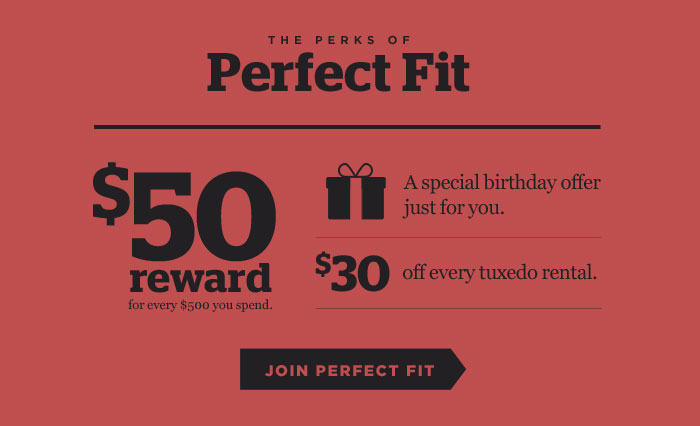 THE PERKS OF
Perfect Fit
$50
reward
for every $500 you spend.
A special birthday offer
just for you.
$30 off every tuxedo rental.
JOIN PERFECT FIT